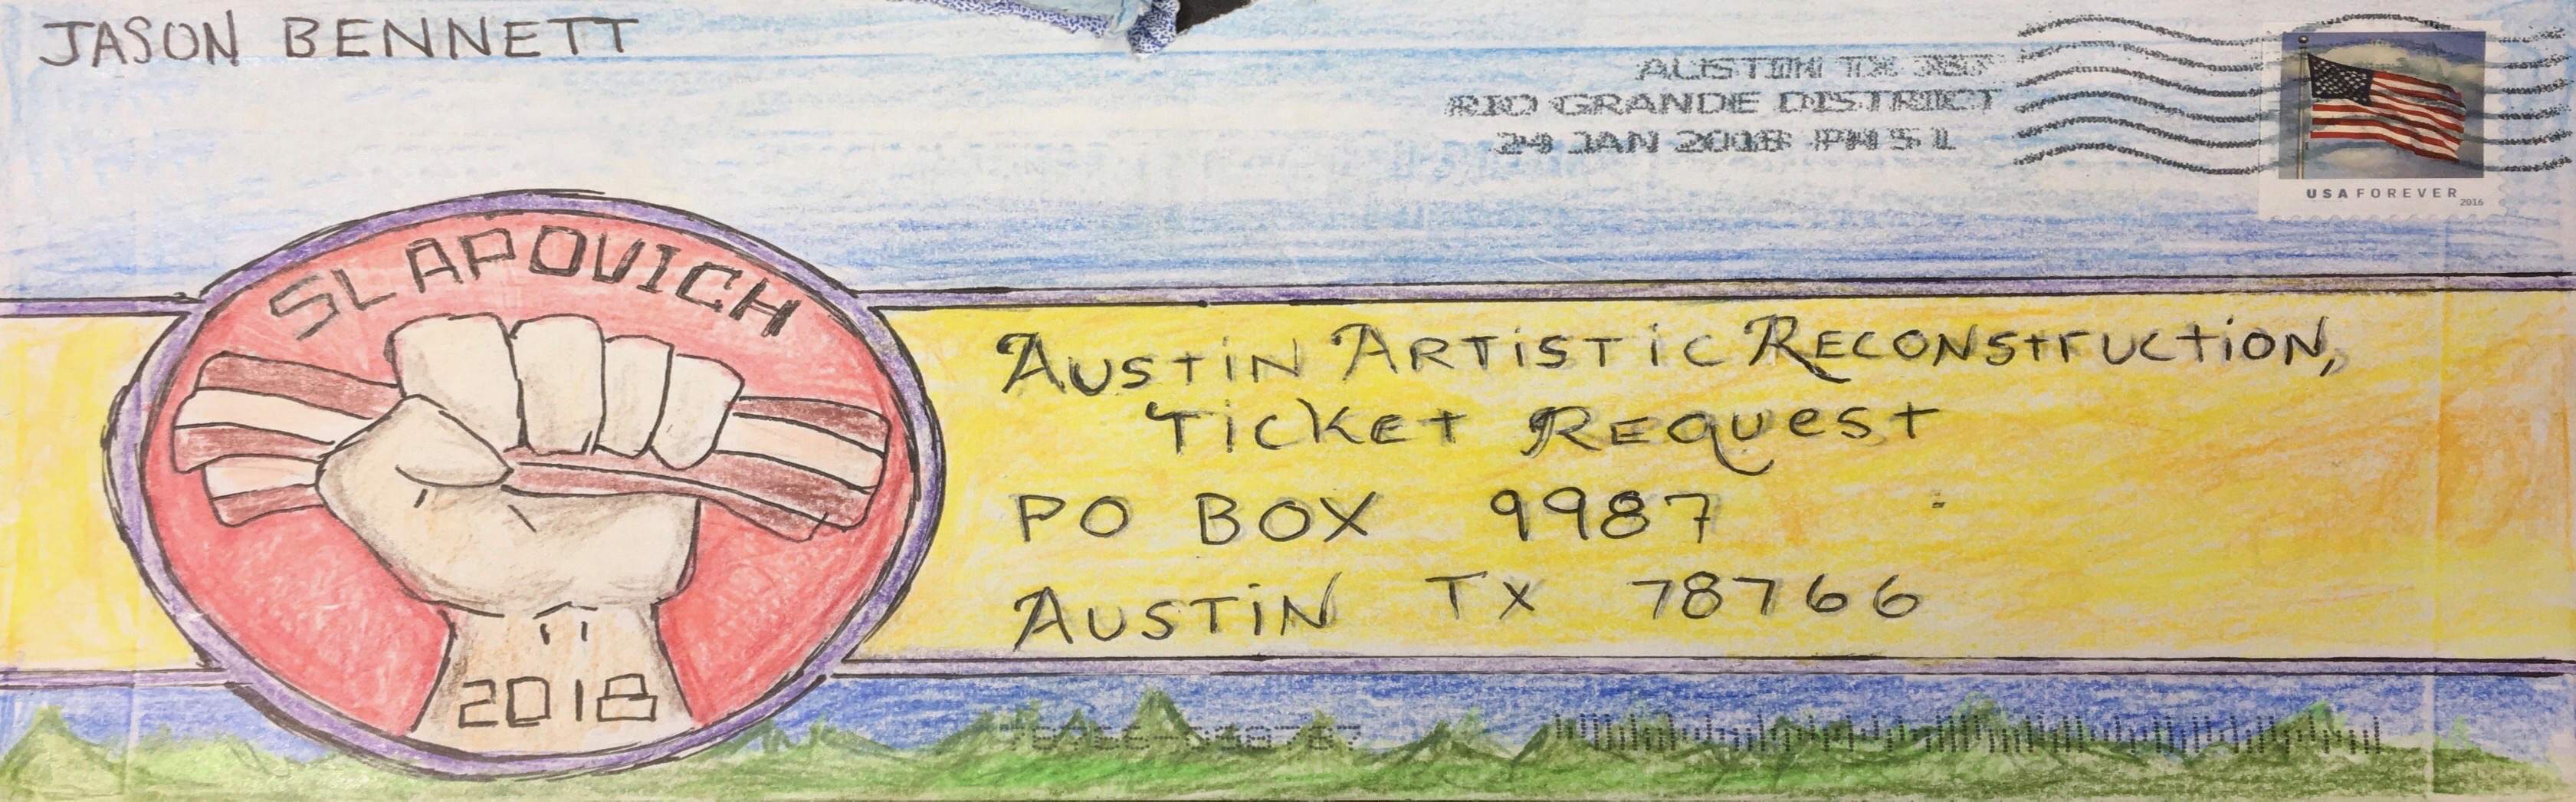 JASON BENNETT
AUSTIN TX 787
RIO GRANDE DISTRICT
24 JAN 2018 PM 5 L
USA FOREVER 2016
SLAPOVICH
2018
AUSTiN ARTiSTiC RECONStrUCtiON,
TicKet REQUest
PO BOX 9987
AUSTiN TX 78766